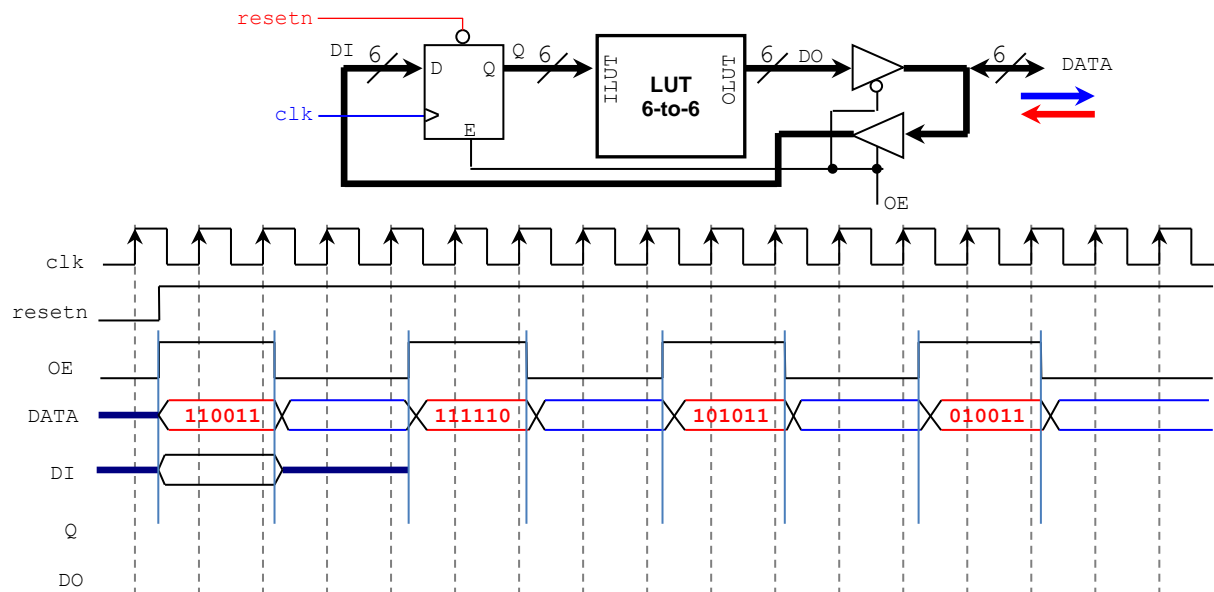 resetn
DI 6 D Q Q 6 ILUT LUT 6-to-6 OLUT 6 DO 6 DATA
clk
E
OE
clk
resetn
OE
DATA 110011 111110 101011 010011
DI
Q
DO